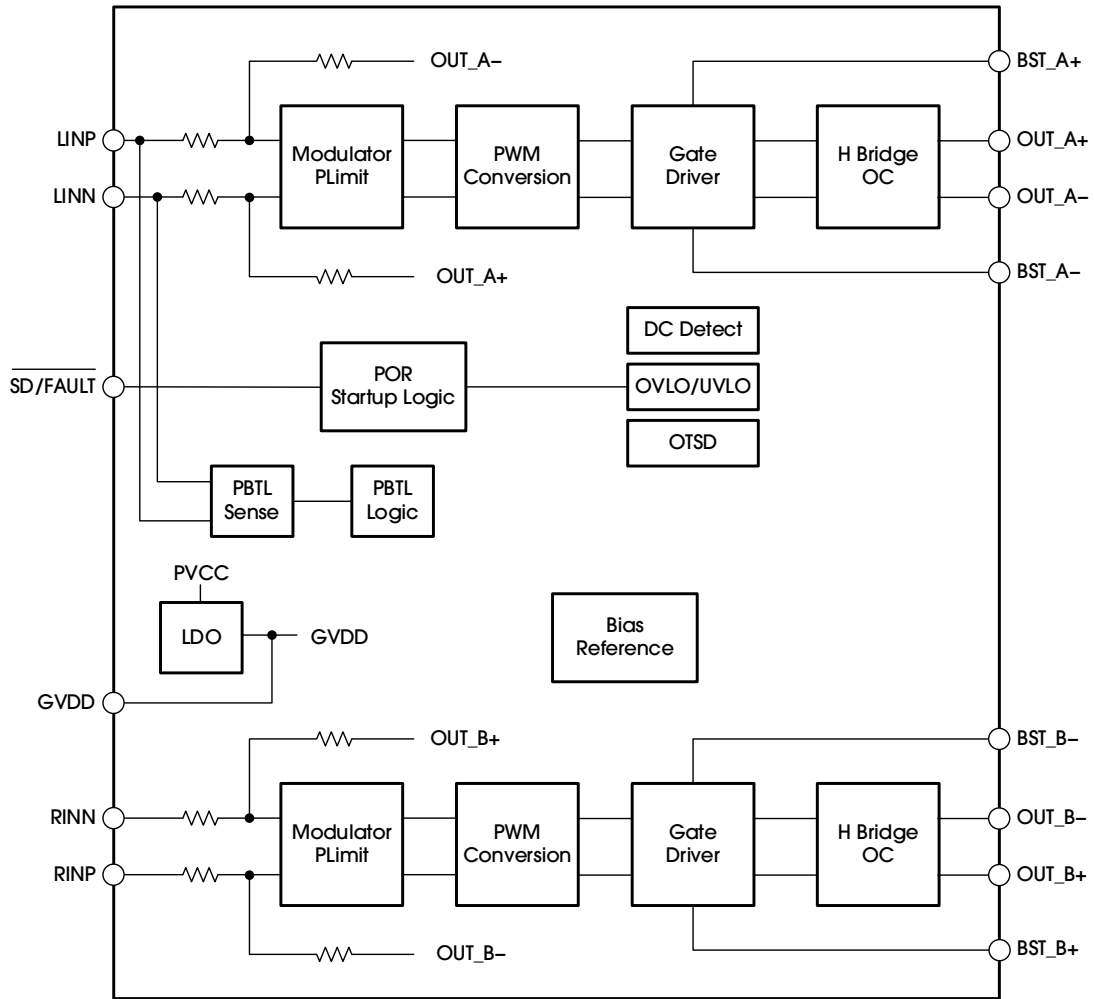 OUT_A−
BST_A+
LINP
Modulator
PLimit
PWM
Conversion
Gate
Driver
H Bridge
OC
OUT_A+
LINN
OUT_A−
OUT_A+
BST_A−
DC Detect
SD/FAULT
POR
Startup Logic
OVLO/UVLO
OTSD
PBTL
Sense
PBTL
Logic
PVCC
LDO
GVDD
Bias
Reference
GVDD
OUT_B+
BST_B−
RINN
Modulator
PLimit
PWM
Conversion
Gate
Driver
H Bridge
OC
OUT_B−
RINP
OUT_B+
OUT_B−
BST_B+